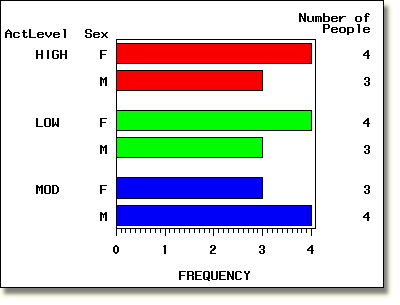 Number of
People
ActLevel Sex
HIGH F 4
M 3
LOW F 4
M 3
MOD F 3
M 4
0 1 2 3 4
FREQUENCY